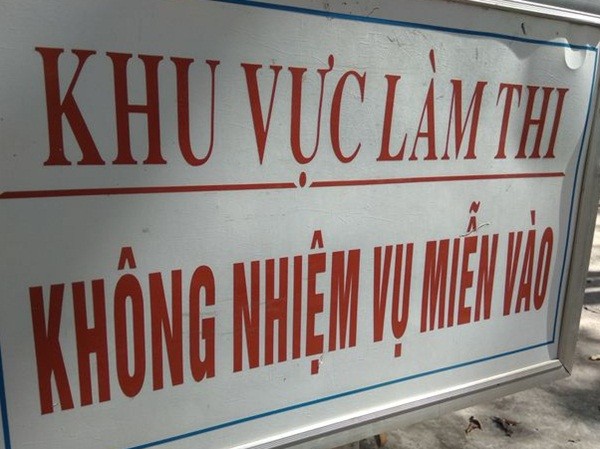 KHU VỰC LÀM THI
KHÔNG NHIỆM VỤ MIỄN VÀO